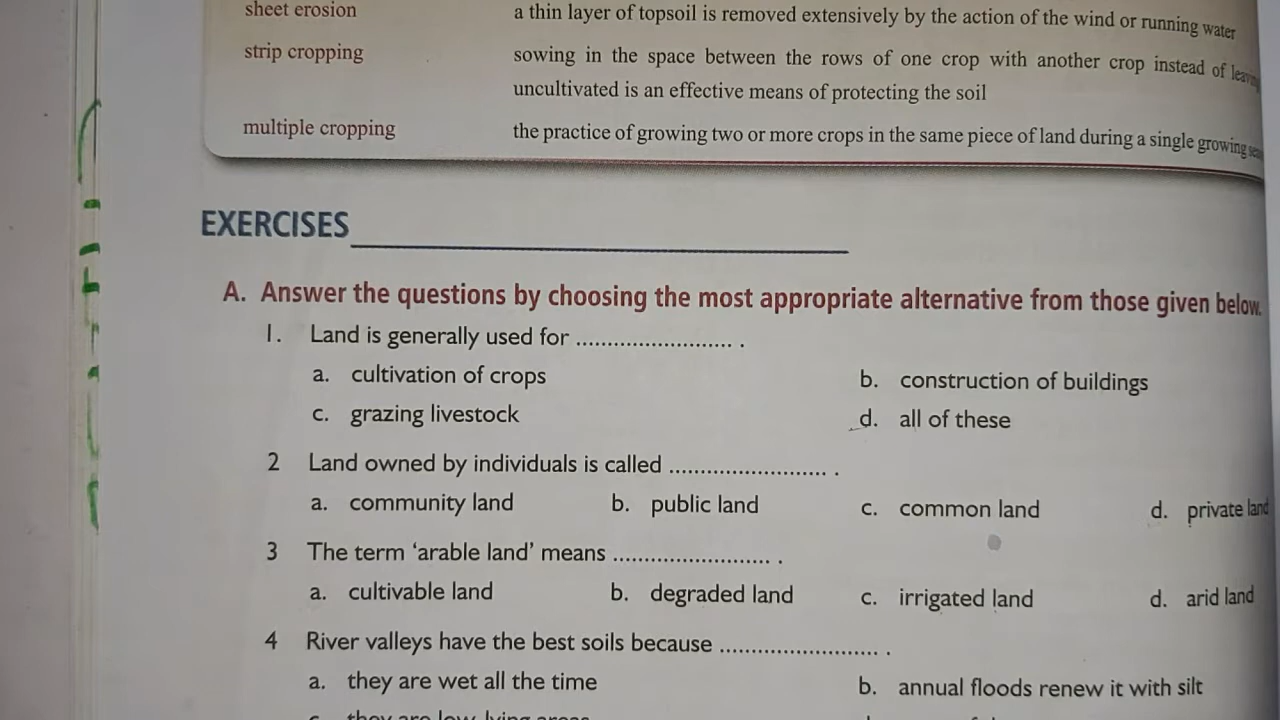 sheet erosion a thin layer of topsoil is removed extensively by the action of the wind or running water
strip cropping sowing in the space between the rows of one crop with another crop instead of
uncultivated is an effective means of protecting the soil
multiple cropping the practice of growing two or more crops in the same piece of land during a single growing
EXERCISES
A. Answer the questions by choosing the most appropriate alternative from those given below.
1. Land is generally used for ......................... .
a. cultivation of crops b. construction of buildings
c. grazing livestock d. all of these
2 Land owned by individuals is called ......................... .
a. community land b. public land c. common land d. private land
3 The term ‘arable land’ means ......................... .
a. cultivable land b. degraded land c. irrigated land d. arid land
4 River valleys have the best soils because ......................... .
a. they are wet all the time b. annual floods renew it with silt
c. they are low lying areas